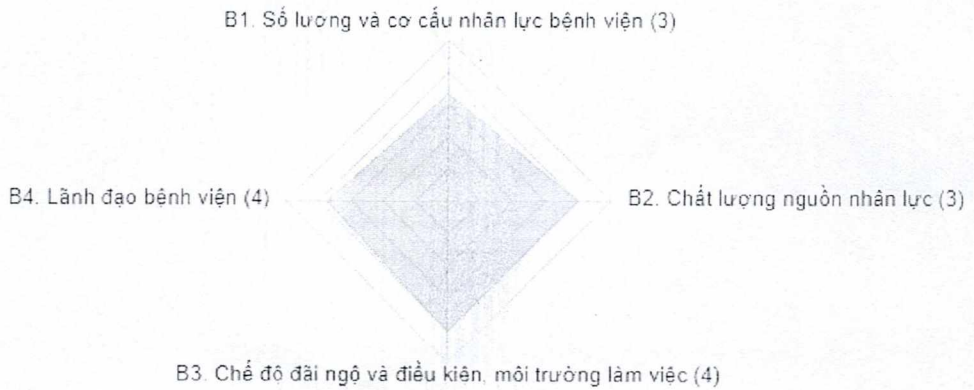 B1. Số lượng và cơ cấu nhân lực bệnh viện (3)
B4. Lãnh đạo bệnh viện (4)
B2. Chất lượng nguồn nhân lực (3)
B3. Chế độ đãi ngộ và điều kiện, môi trường làm việc (4)